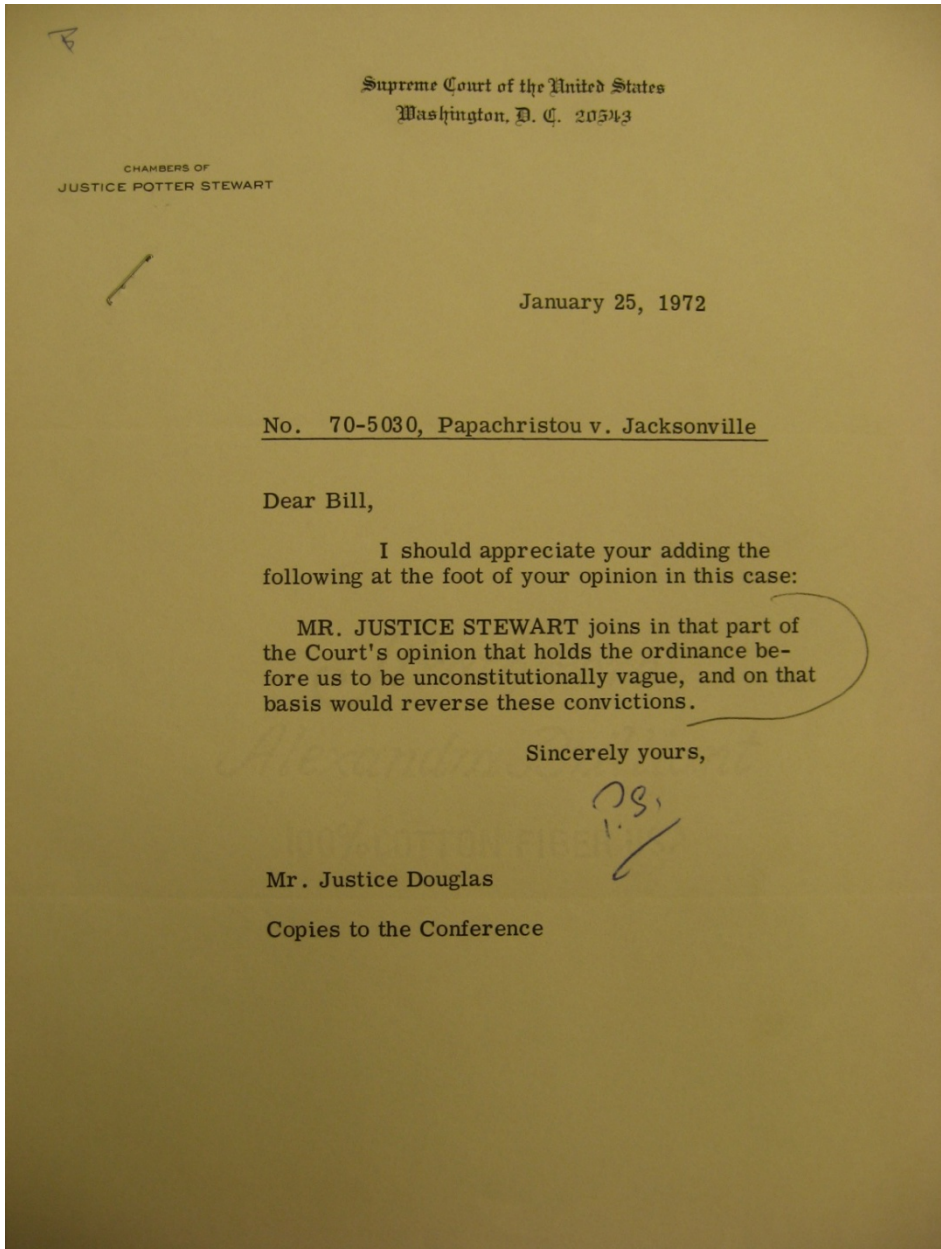 Supreme Court of the United States
Washington, D. C. 20543
CHAMBERS OF
JUSTICE POTTER STEWART
January 25, 1972
No. 70-5030, Papachristou v. Jacksonville
Dear Bill,
I should appreciate your adding the
following at the foot of your opinion in this case:
MR. JUSTICE STEWART joins in that part of
the Court's opinion that holds the ordinance be-
fore us to be unconstitutionally vague, and on that
basis would reverse these convictions.
Sincerely yours,
P.S.
Mr. Justice Douglas
Copies to the Conference